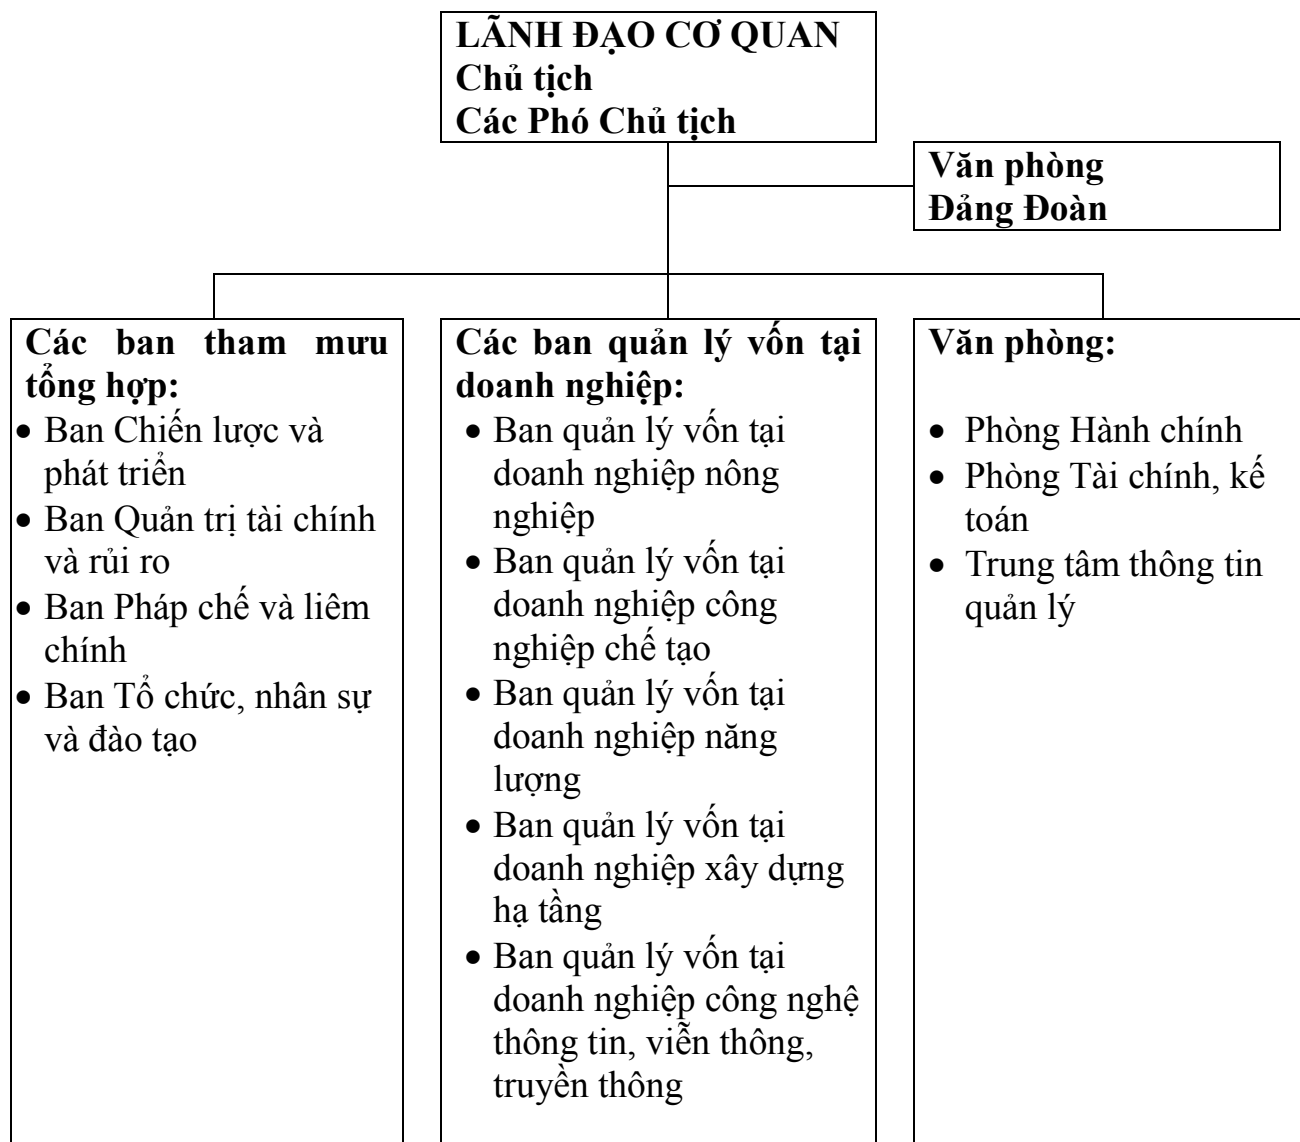 LÃNH ĐẠO CƠ QUAN
Chủ tịch
Các Phó Chủ tịch
Văn phòng
Đảng Đoàn
Các ban tham mưu
tổng hợp:
• Ban Chiến lược và
phát triển
• Ban Quản trị tài chính
và rủi ro
• Ban Pháp chế và liêm
chính
• Ban Tổ chức, nhân sự
và đào tạo
Các ban quản lý vốn tại
doanh nghiệp:
• Ban quản lý vốn tại
doanh nghiệp nông
nghiệp
• Ban quản lý vốn tại
doanh nghiệp công
nghiệp chế tạo
• Ban quản lý vốn tại
doanh nghiệp năng
lượng
• Ban quản lý vốn tại
doanh nghiệp xây dựng
hạ tầng
• Ban quản lý vốn tại
doanh nghiệp công nghệ
thông tin, viễn thông,
truyền thông
Văn phòng:
• Phòng Hành chính
• Phòng Tài chính, kế
toán
• Trung tâm thông tin
quản lý